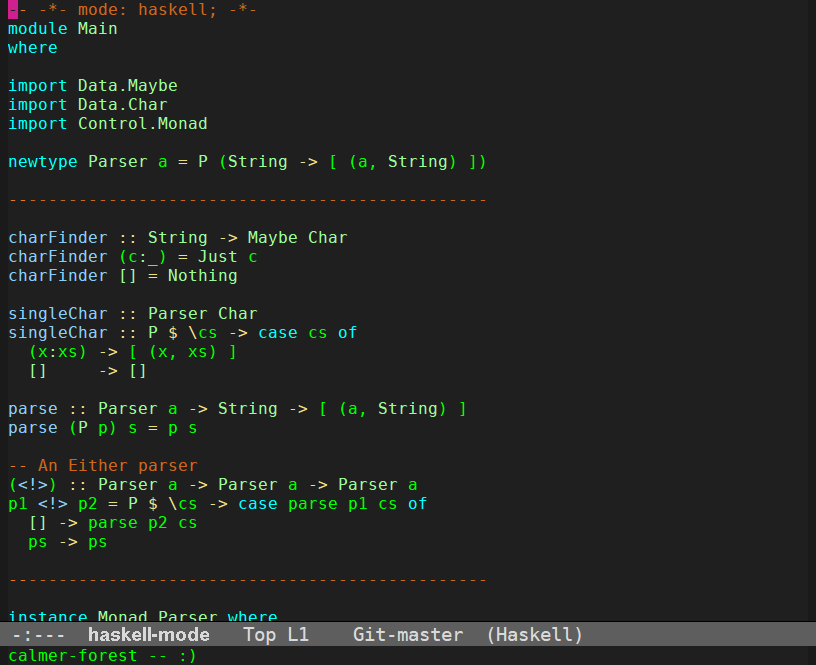 -- -*- mode: haskell; -*-
module Main
where
import Data.Maybe
import Data.Char
import Control.Monad
newtype Parser a = P (String -> [ (a, String) ])
------------------------------------------------
charFinder :: String -> Maybe Char
charFinder (c:_) = Just c
charFinder [] = Nothing
singleChar :: Parser Char
singleChar :: P $ \cs -> case cs of
  (x:xs) -> [ (x, xs) ]
  []     -> []
parse :: Parser a -> String -> [ (a, String) ]
parse (P p) s = p s
-- An Either parser
(<!>) :: Parser a -> Parser a -> Parser a
p1 <!> p2 = P $ \cs -> case parse p1 cs of
  [] -> parse p2 cs
  ps -> ps
------------------------------------------------
instance Monad Parser where
-:---  haskell-mode   Top L1    Git-master  (Haskell)
calmer-forest -- :)